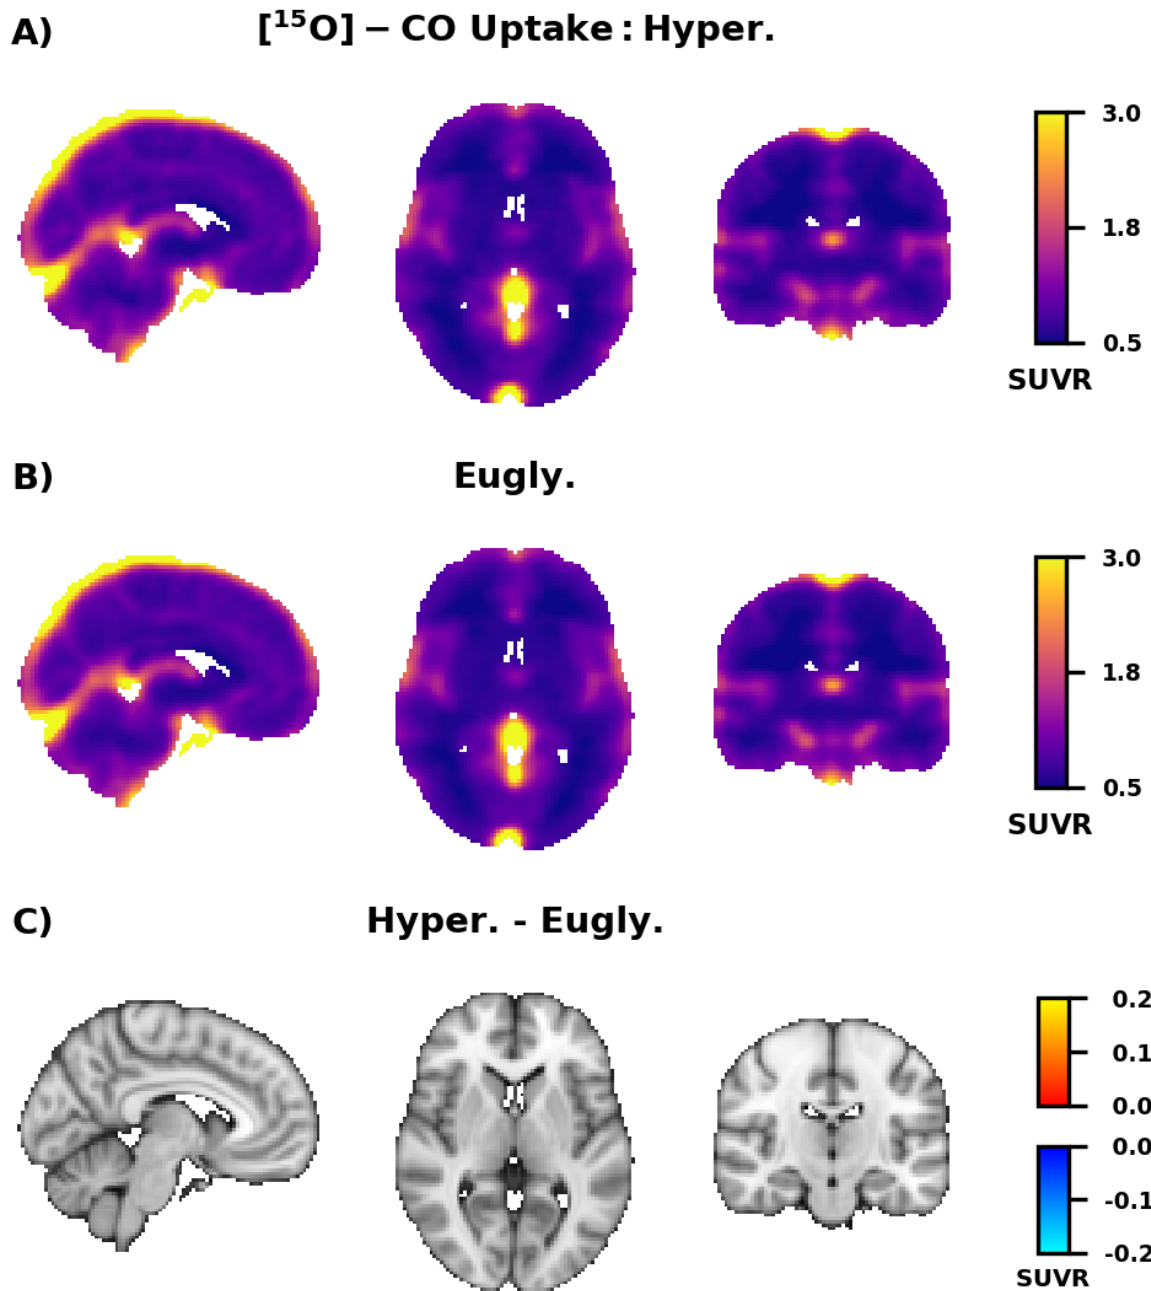 A)
[¹⁵O] – CO Uptake : Hyper.
3.0
1.8
0.5
SUVR
B)
Eugly.
3.0
1.8
0.5
SUVR
C)
Hyper. - Eugly.
0.2
0.1
0.0
0.0
-0.1
-0.2
SUVR